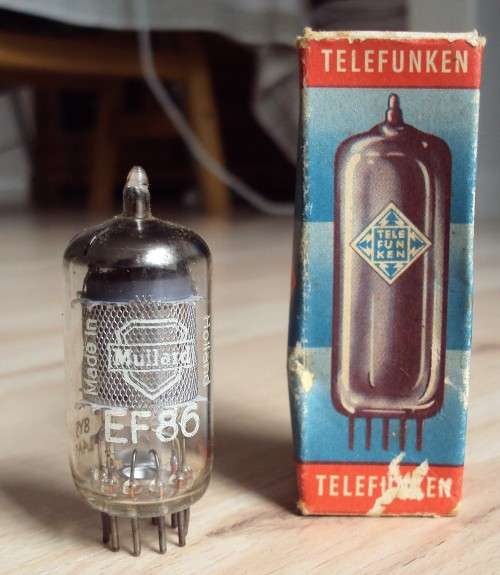 Made in
Mullard
Holland
EF86
TELEFUNKEN
TELE
FUN
KEN
TELEFUNKEN